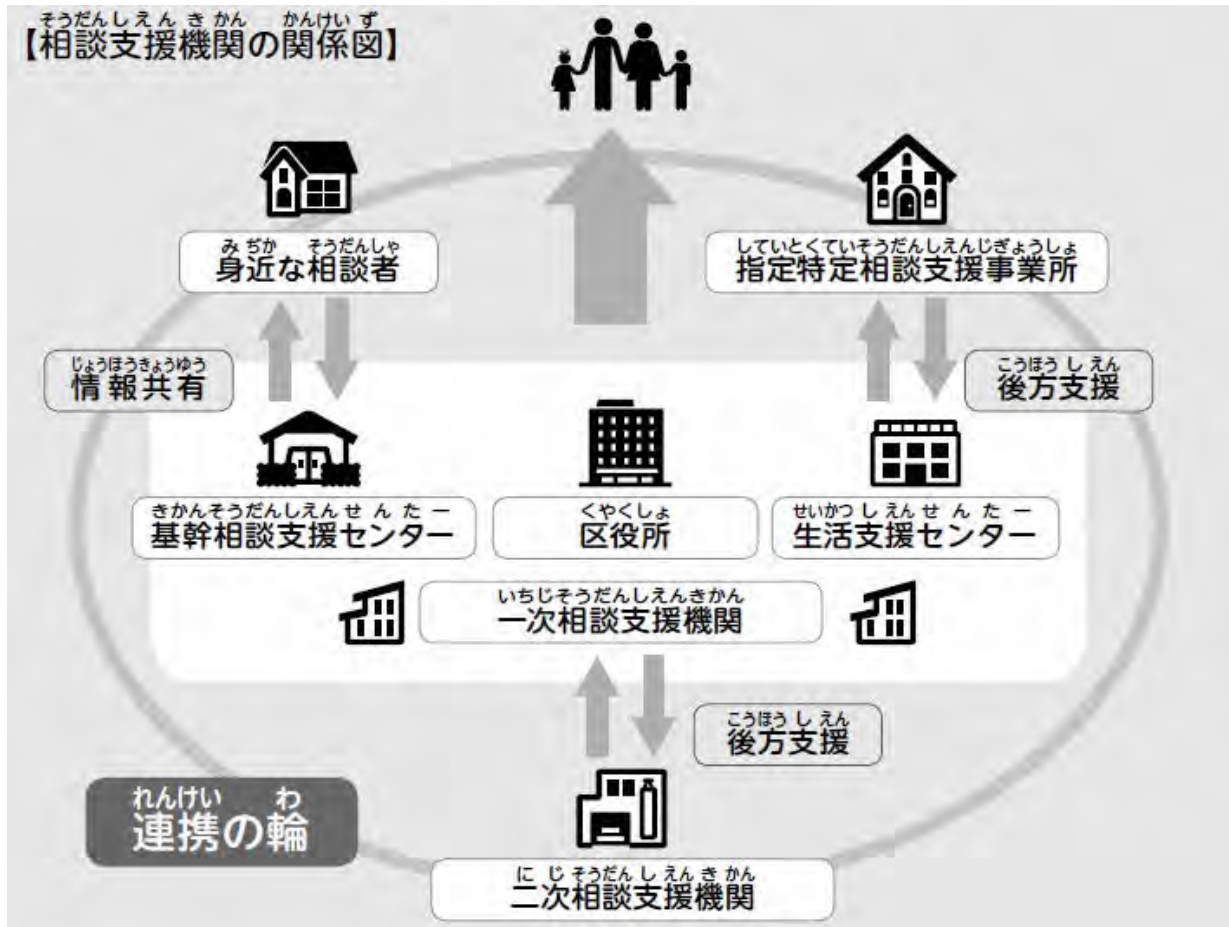 そうだんしえんきかん かんけいず
【相談支援機関の関係図】
みぢか そうだんしゃ
身近な相談者
していとくていそうだんしえんじぎょうしょ
指定特定相談支援事業所
じょうほうきょうゆう
情報共有
こうほうしえん
後方支援
きかんそうだんしえんせんたー
基幹相談支援センター
くやくしょ
区役所
せいかつしえんせんたー
生活支援センター
いちじそうだんしえんきかん
一次相談支援機関
こうほうしえん
後方支援
れんけい わ
連携の輪
にじそうだんしえんきかん
二次相談支援機関